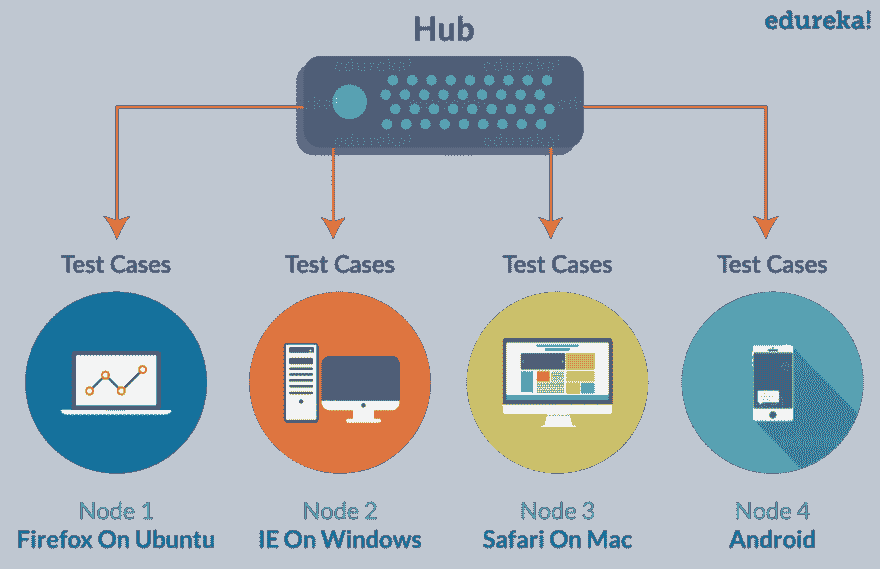 Hub
edureka!
Test Cases
Test Cases
Test Cases
Test Cases
Node 1
Firefox On Ubuntu
Node 2
IE On Windows
Node 3
Safari On Mac
Node 4
Android